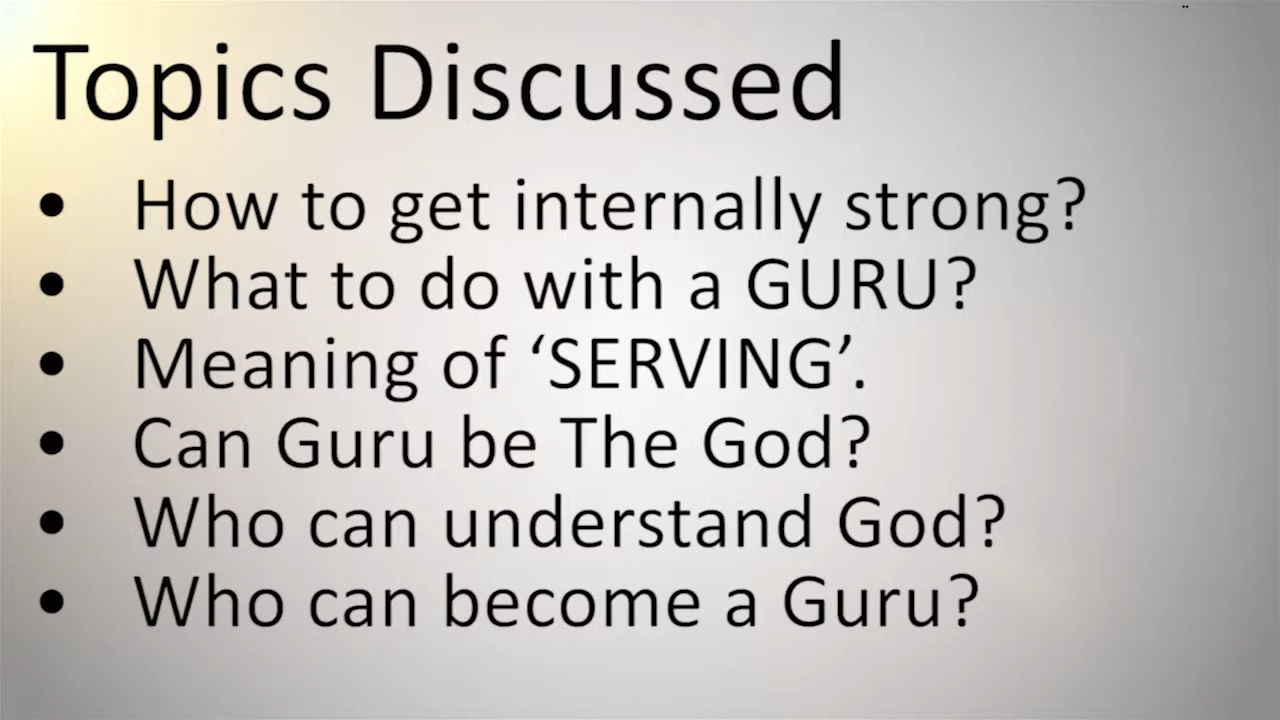 Topics Discussed
• How to get internally strong?
• What to do with a GURU?
• Meaning of ‘SERVING’.
• Can Guru be The God?
• Who can understand God?
• Who can become a Guru?